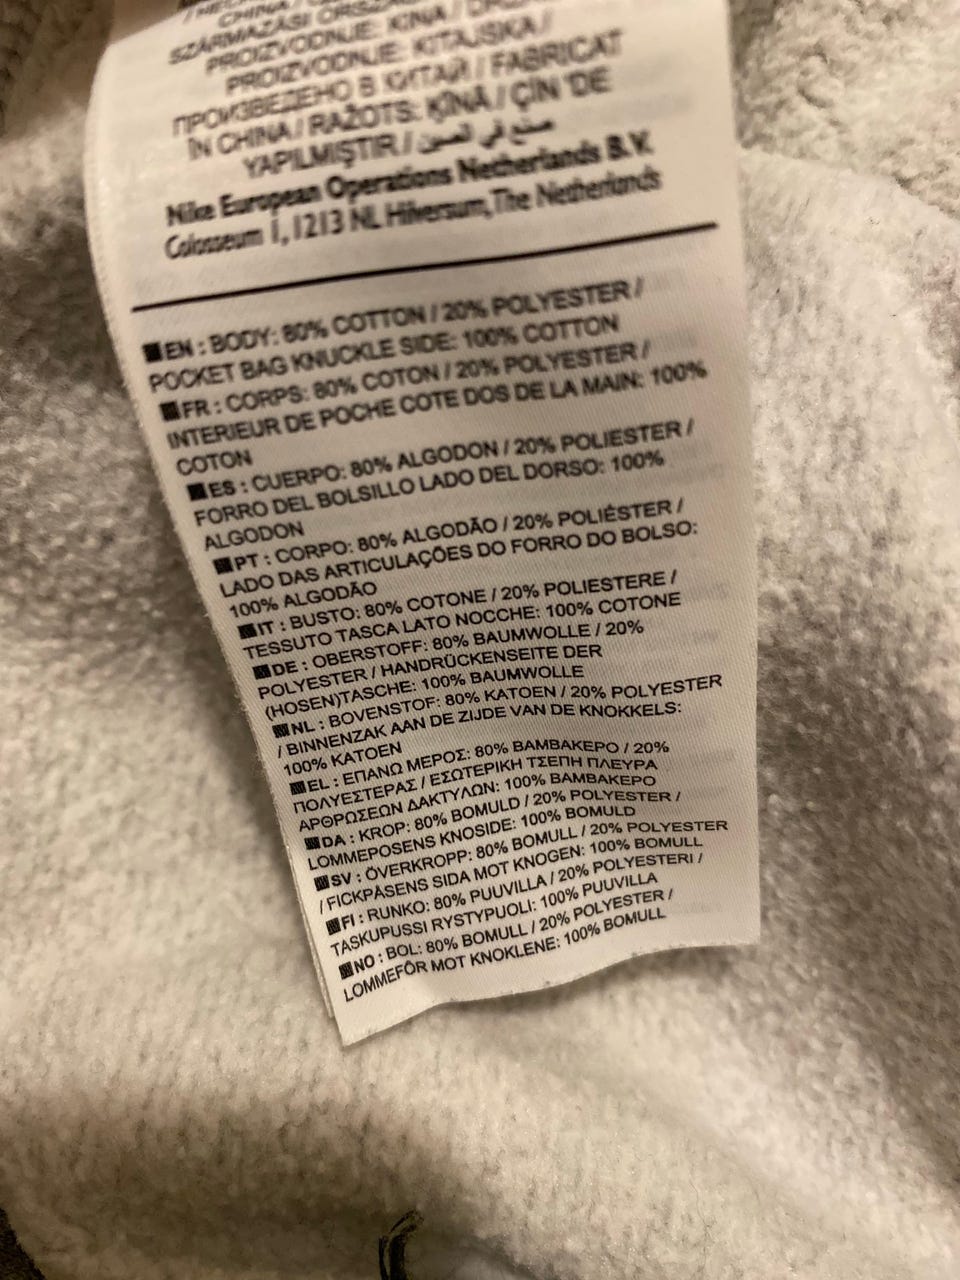 CHINA /
SZÁRMAZÁSI ORSZÁG
PROIZVODNJE: KINA /
PROIZVODNJE: KITAJSKA /
ПРОИЗВЕДЕНО В КИТАЙ / FABRICAT
ÎN CHINA / RAŽOTS: ĶĪNĀ / ÇİN 'DE
YAPILMIŞTIR / صنع في الصين
Nike European Operations Netherlands B.V.
Colosseum 1, 1213 NL Hilversum, The Netherlands
EN : BODY: 80% COTTON / 20% POLYESTER /
POCKET BAG KNUCKLE SIDE: 100% COTTON
FR : CORPS: 80% COTON / 20% POLYESTER /
INTERIEUR DE POCHE COTE DOS DE LA MAIN: 100%
COTON
ES : CUERPO: 80% ALGODON / 20% POLIESTER /
FORRO DEL BOLSILLO LADO DEL DORSO: 100%
ALGODON
PT : CORPO: 80% ALGODÃO / 20% POLIÉSTER /
LADO DAS ARTICULAÇÕES DO FORRO DO BOLSO:
100% ALGODÃO
IT : BUSTO: 80% COTONE / 20% POLIESTERE /
TESSUTO TASCA LATO NOCCHE: 100% COTONE
DE : OBERSTOFF: 80% BAUMWOLLE / 20%
POLYESTER / HANDRÜCKENSEITE DER
(HOSEN)TASCHE: 100% BAUMWOLLE
NL : BOVENSTOF: 80% KATOEN / 20% POLYESTER
/ BINNENZAK AAN DE ZIJDE VAN DE KNOKKELS:
100% KATOEN
EL : ΕΠΑΝΩ ΜΕΡΟΣ: 80% ΒΑΜΒΑΚΕΡΟ / 20%
ΠΟΛΥΕΣΤΕΡΑΣ / ΕΣΩΤΕΡΙΚΗ ΤΣΕΠΗ ΠΛΕΥΡΑ
ΑΡΘΡΩΣΕΩΝ ΔΑΚΤΥΛΩΝ: 100% ΒΑΜΒΑΚΕΡΟ
DA : KROP: 80% BOMULD / 20% POLYESTER /
LOMMEPOSENS KNOSIDE: 100% BOMULD
SV : ÖVERKROPP: 80% BOMULL / 20% POLYESTER
/ FICKPÅSENS SIDA MOT KNOGEN: 100% BOMULL
FI : RUNKO: 80% PUUVILLA / 20% POLYESTERI /
TASKUPUSSI RYSTYPUOLI: 100% PUUVILLA
NO : BOL: 80% BOMULL / 20% POLYESTER /
LOMMEFÔR MOT KNOKLENE: 100% BOMULL